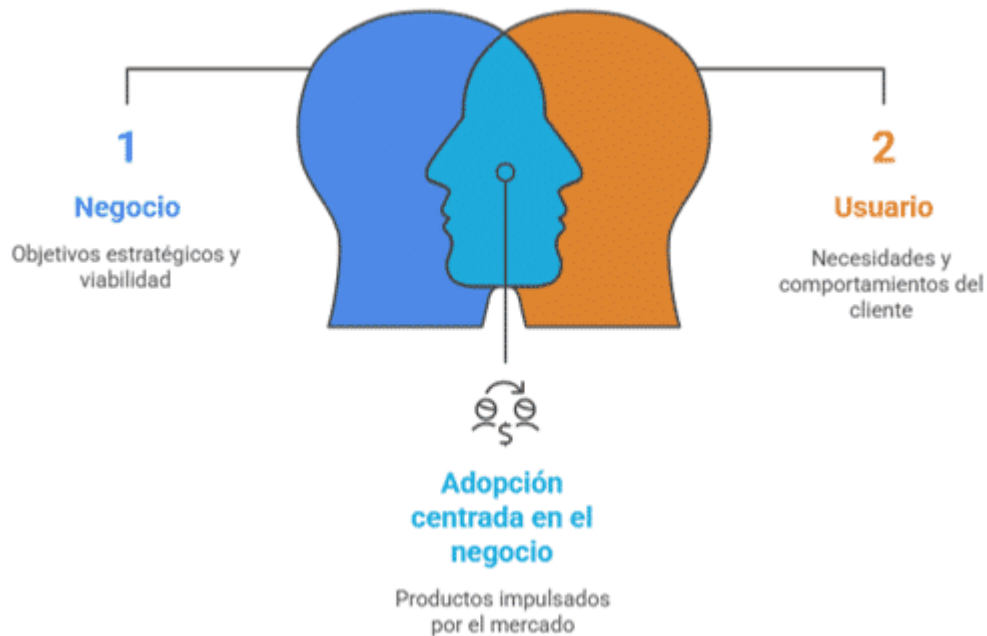 1
Negocio
Objetivos estratégicos y
viabilidad
2
Usuario
Necesidades y
comportamientos del
cliente
$
Adopción
centrada en el
negocio
Productos impulsados
por el mercado